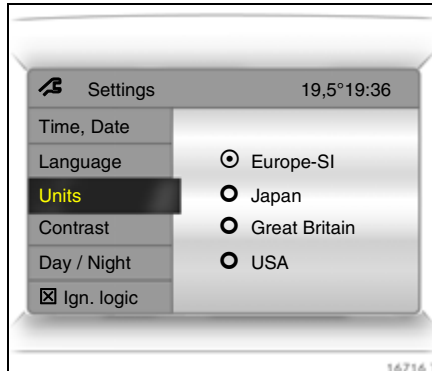 Settings 19,5°19:36
Time, Date
Language
Europe-SI
Units
Japan
Contrast
Great Britain
Day / Night
USA
Ign. logic
16716